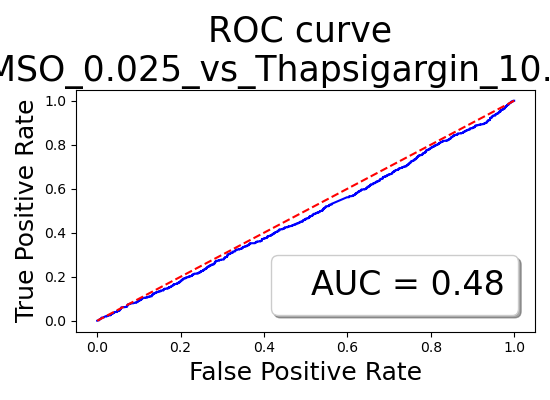 ROC curve
MSO_0.025_vs_Thapsigargin_10.
True Positive Rate
1.0
0.8
0.6
0.4
0.2
0.0
AUC = 0.48
0.0 0.2 0.4 0.6 0.8 1.0
False Positive Rate